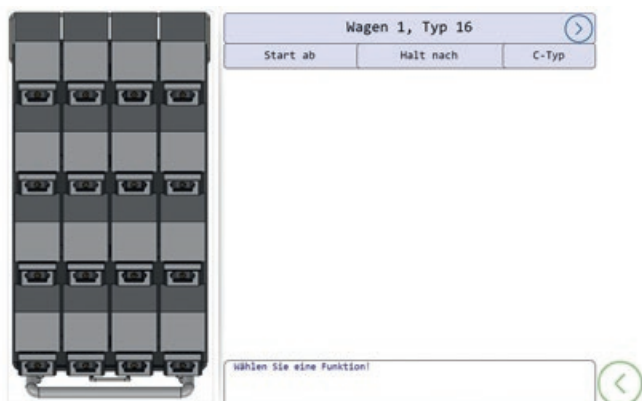 Wagen 1, Typ 16
Start ab Halt nach C-Typ
Wählen Sie eine Funktion!